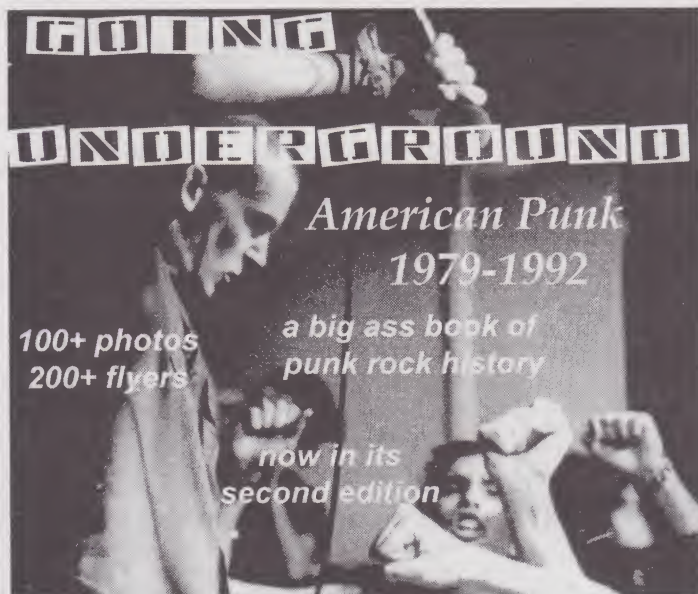 GOING
UNDERGROUND
American Punk
1979-1992
100+ photos
200+ flyers
a big ass book of
punk rock history
now in its
second edition